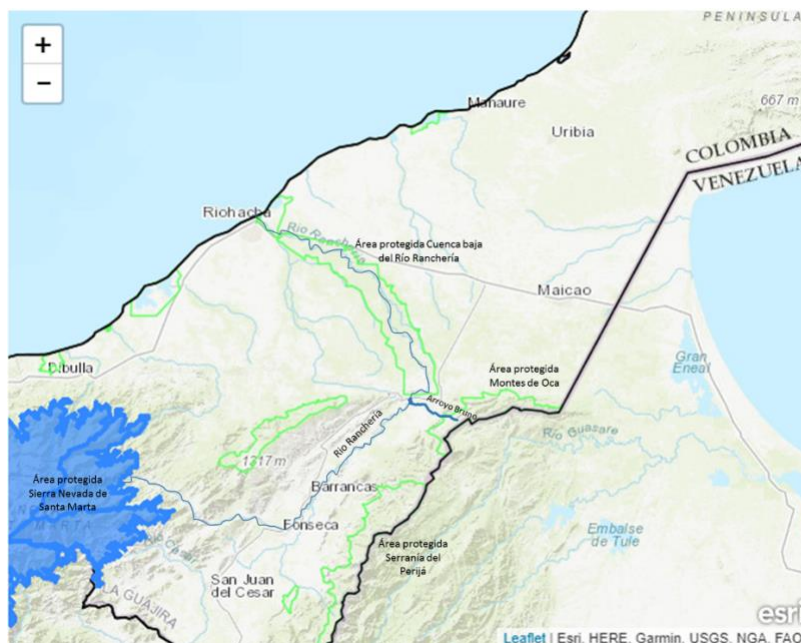 +
−
PENINSULA
667 m
Manaure
Uribia
COLOMBIA
VENEZUELA
Riohacha
Río Ranchería
Área protegida Cuenca baja
del Río Ranchería
Maicao
Gran
Eneal
Dibulla
Área protegida
Montes de Oca
Arroyo Bruno
Río Guasare
Río Ranchería
1317 m
Área protegida
Sierra Nevada de
Santa Marta
MARTA
Barrancas
Fonseca
Embalse
de Tule
Área protegida
Serranía del
Perijá
San Juan
del Cesar
LA GUAJIRA
esri
Leaflet | Esri, HERE, Garmin, USGS, NGA, FAO